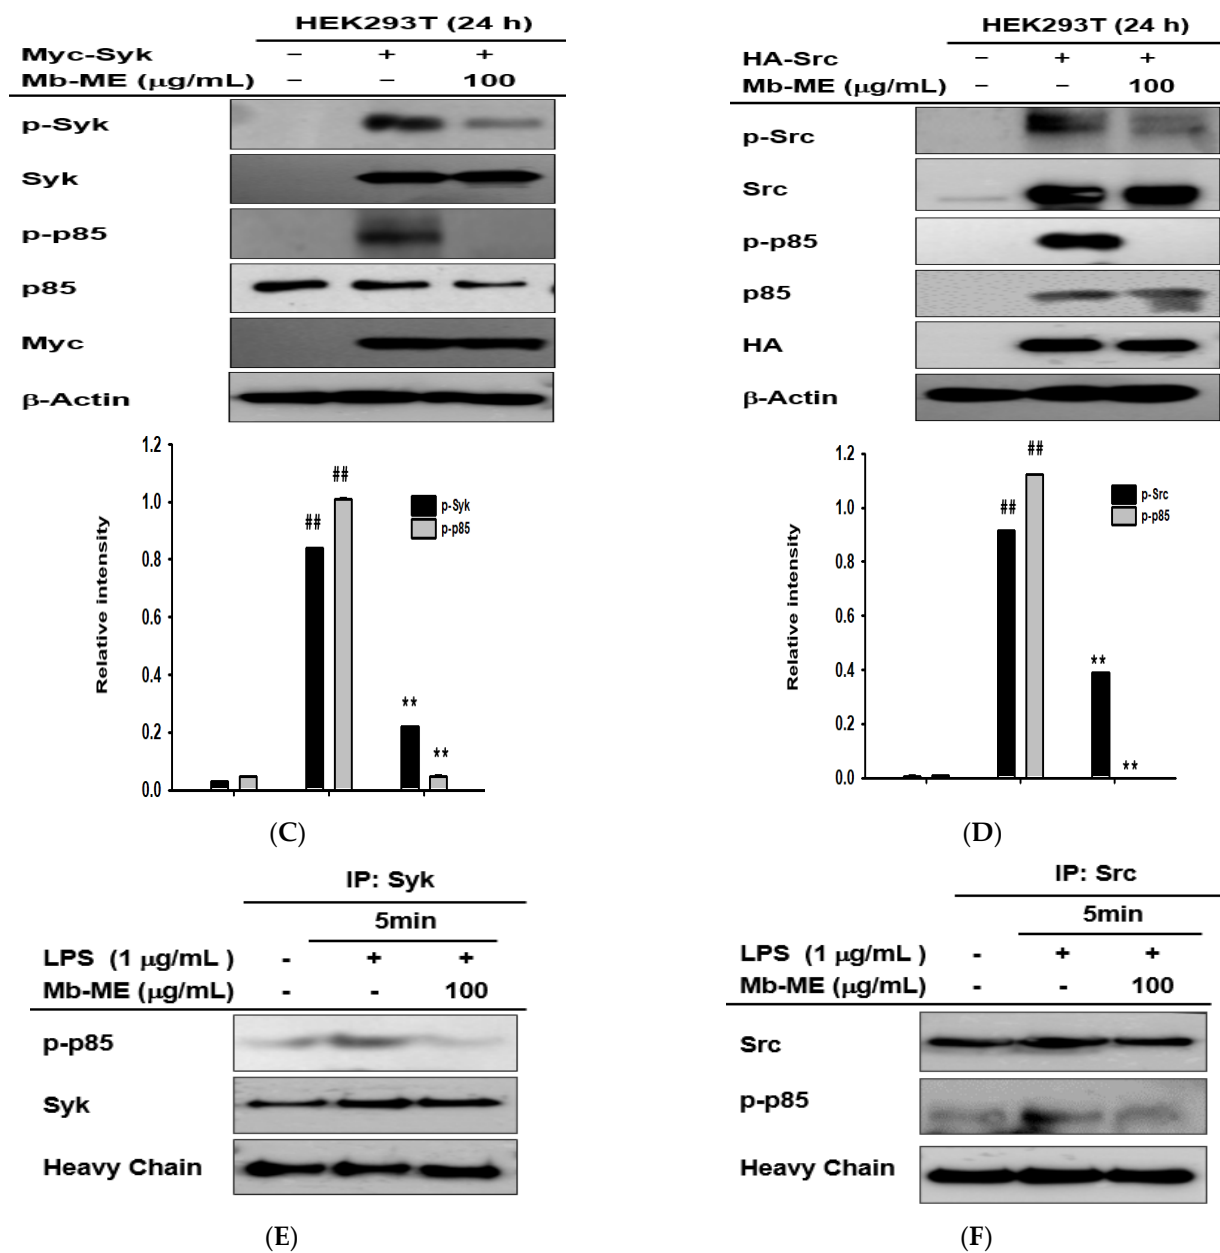 HEK293T (24 h)
Myc-Syk – + +
Mb-ME (µg/mL) – – 100
p-Syk
Syk
p-p85
p85
Myc
β-Actin
1.2
1.0
0.8
0.6
0.4
0.2
0.0
Relative intensity
##
##
**
**
p-Syk
p-p85
(C)
HEK293T (24 h)
HA-Src – + +
Mb-ME (µg/mL) – – 100
p-Src
Src
p-p85
p85
HA
β-Actin
1.2
1.0
0.8
0.6
0.4
0.2
0.0
Relative intensity
##
##
**
**
p-Src
p-p85
(D)
IP: Syk
5min
LPS (1 µg/mL ) - + +
Mb-ME (µg/mL) - - 100
p-p85
Syk
Heavy Chain
(E)
IP: Src
5min
LPS (1 µg/mL ) - + +
Mb-ME (µg/mL) - - 100
Src
p-p85
Heavy Chain
(F)